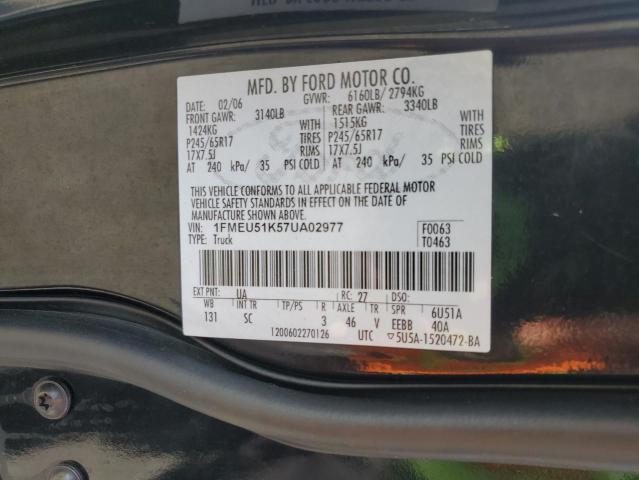 MFD. BY FORD MOTOR CO.
02/06 GVWR: 6160LB/ 2794KG
FRONT GAWR: 3140LB REAR GAWR: 3340LB
1424KG WITH 1515KG WITH
P245/65R17 TIRES P245/65R17 TIRES
17X7.5J RIMS 17X7.5J RIMS
AT 240 kPa/ 35 PSI COLD AT 240 kPa/ 35 PSI COLD
THIS VEHICLE CONFORMS TO ALL APPLICABLE FEDERAL MOTOR
VEHICLE SAFETY STANDARDS IN EFFECT ON THE DATE OF
MANUFACTURE SHOWN ABOVE.
VIN: 1FMEU51K57UA02977 F0063
TYPE: Truck T0463
EXT PNT: UA RC: 27 DSO:
WB INT TR TP/PS R AXLE TR SPR 6U51A
131 SC 3 46 V EEBB 40A
1200602270126 UTC ▽5U5A-1520472-BA